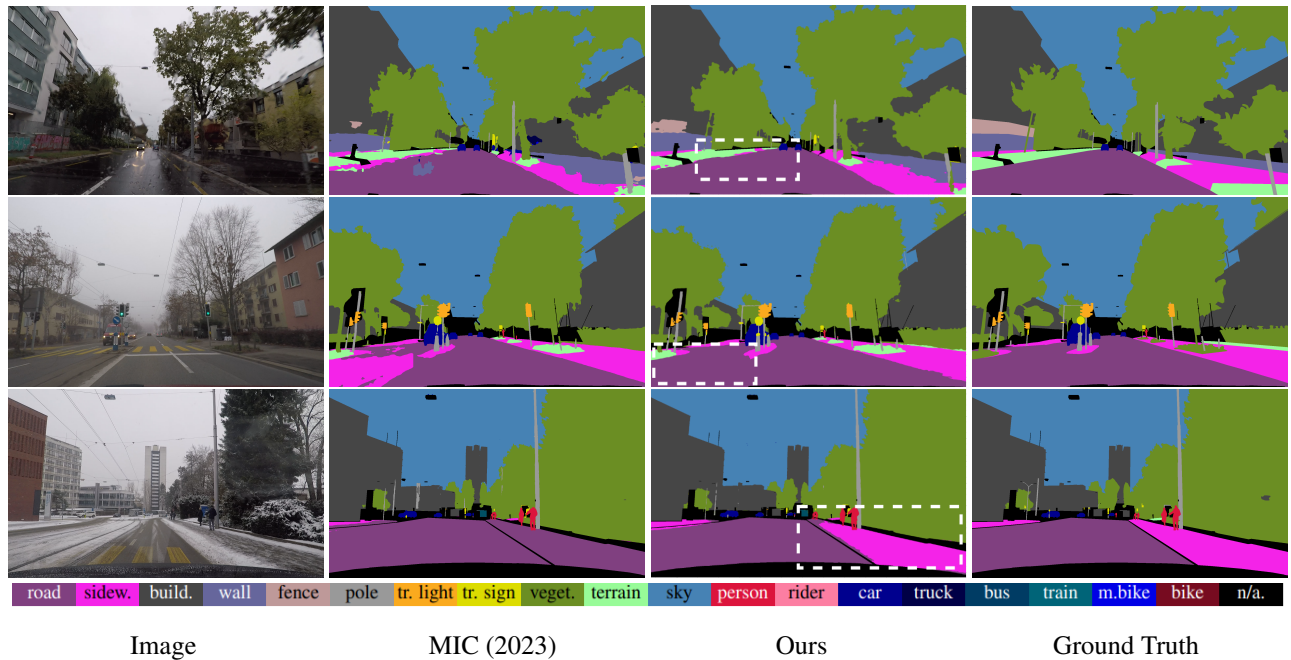 road sidew. build. wall fence pole tr. light tr. sign veget. terrain sky person rider car truck bus train m.bike bike n/a.
Image MIC (2023) Ours Ground Truth